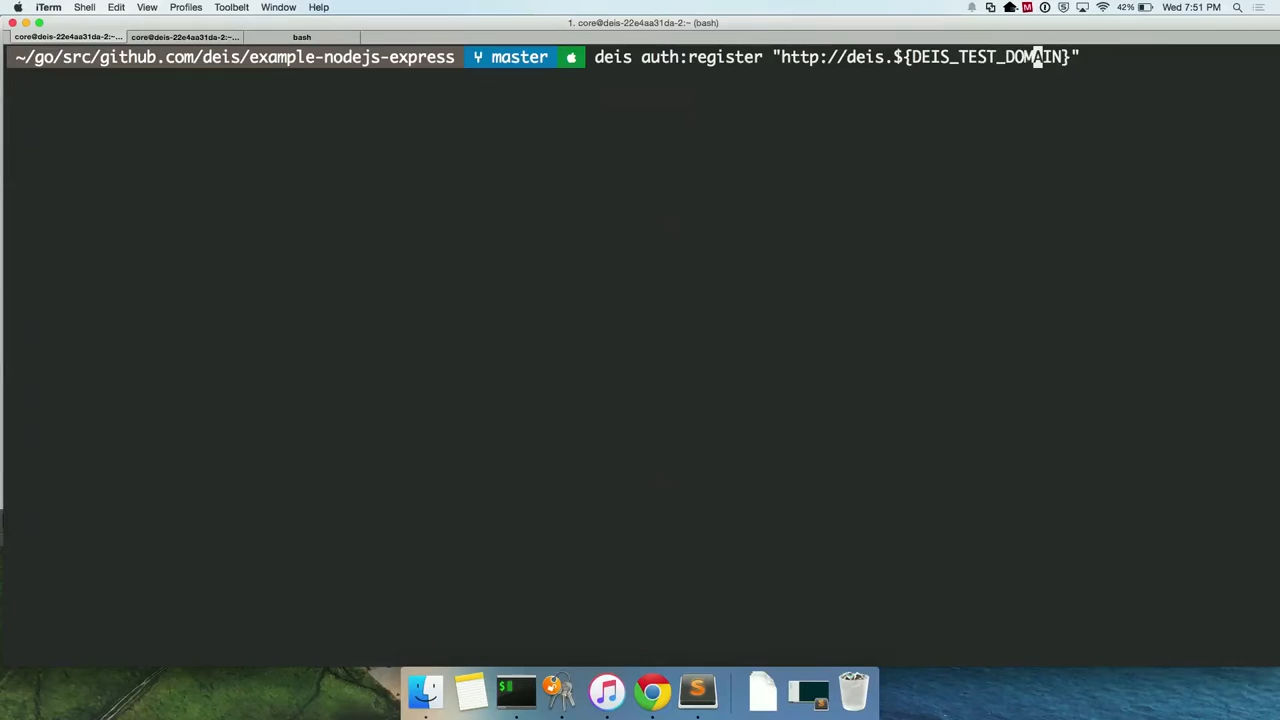 iTerm Shell Edit View Profiles Toolbelt Window Help 42% Wed 7:51 PM
1. core@deis-22e4aa31da-2:~ (bash)
core@deis-22e4aa31da-2:~... core@deis-22e4aa31da-2:~... bash
~/go/src/github.com/deis/example-nodejs-express master deis auth:register "http://deis.${DEIS_TEST_DOMAIN}"